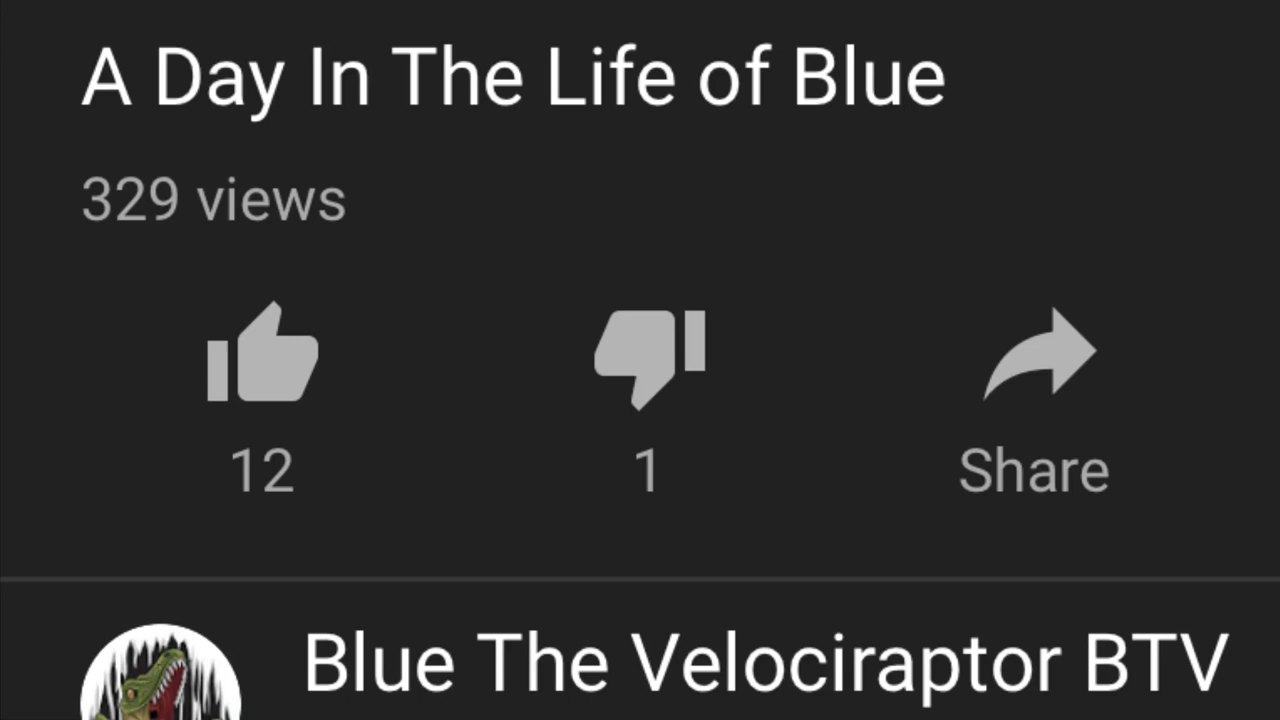 A Day In The Life of Blue
329 views
12 1 Share
Blue The Velociraptor BTV